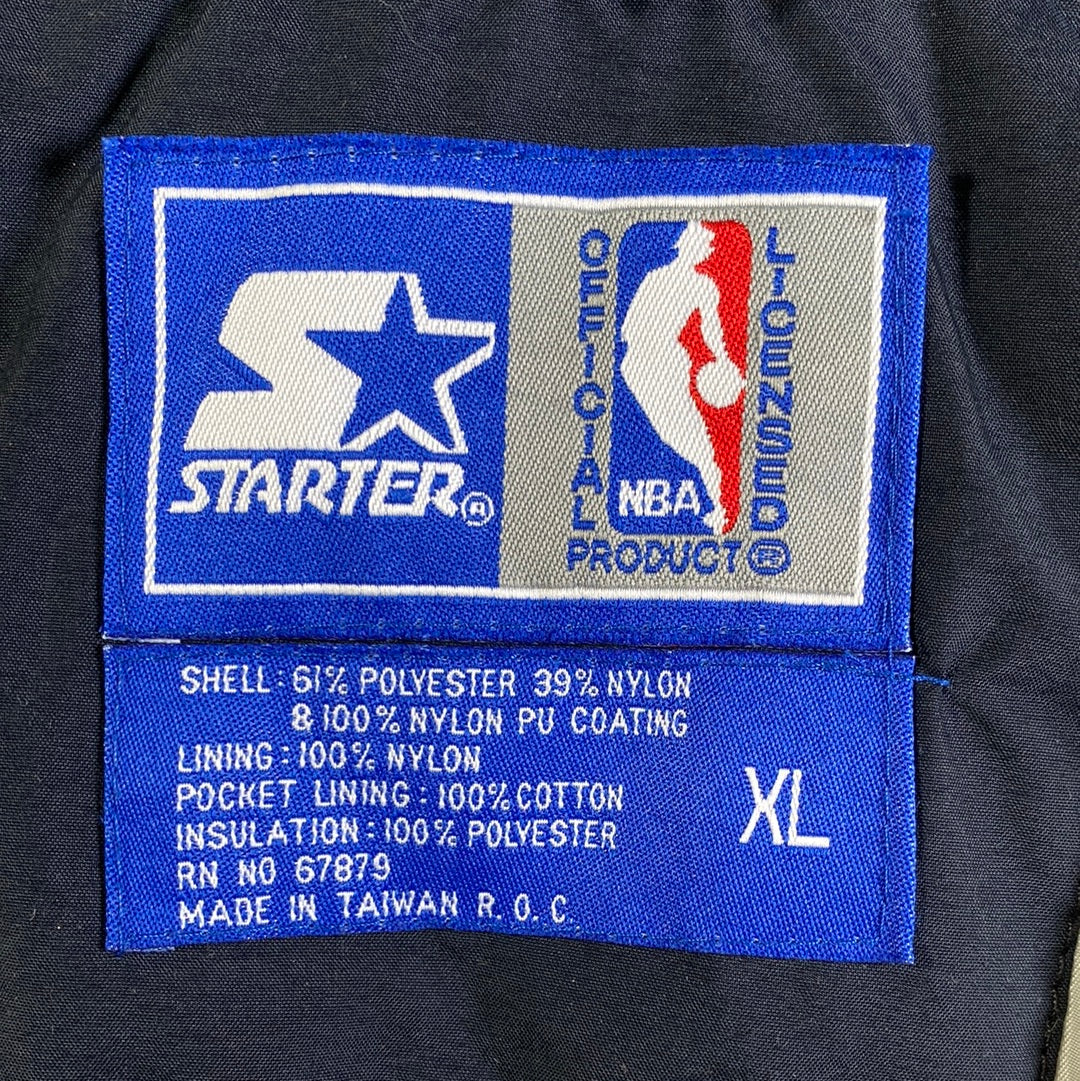 STARTER®
OFFICIAL
LICENSED
NBA
PRODUCT ®
SHELL: 61% POLYESTER 39% NYLON
& 100% NYLON PU COATING
LINING: 100% NYLON
POCKET LINING: 100% COTTON
INSULATION: 100% POLYESTER
RN NO 67879
MADE IN TAIWAN R. O. C.
XL